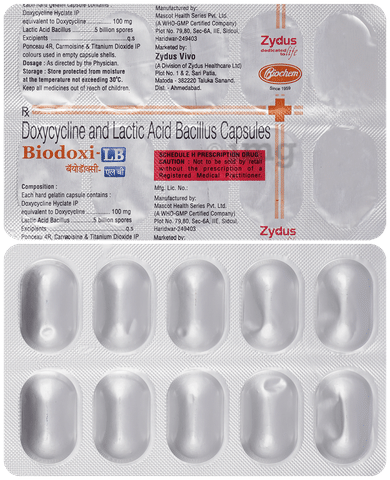 Each hard gelatin capsule contains :
Doxycycline Hyclate IP
equivalent to Doxycycline 100 mg
Lactic Acid Bacillus 5 billion spores
Excipients q.s
Ponceau 4R, Carmoisine & Titanium Dioxide IP
colours used in empty capsule shells.
Dosage : As directed by the Physician.
Storage : Store protected from moisture
at the temperature not exceeding 30°C.
Keep all medicines out of reach of children.
Manufactured by:
Mascot Health Series Pvt. Ltd.
(A WHO-GMP Certified Company)
Plot No. 79,80, Sec-6A, IIE, Sidcul,
Haridwar-249403
Marketed by:
Zydus Vivo
(A Division of Zydus Healthcare Ltd)
Plot No. 1 & 2, Sari Patia,
Matoda - 382220 Taluka Sanand,
Dist. - Ahmedabad.
Zydus
dedicated to life
Biochem
Since 1959
Rx
Doxycycline and Lactic Acid Bacillus Capsules
Biodoxi-LB
बॅयोडॉक्सी-एल बी
SCHEDULE H PRESCRIPTION DRUG
CAUTION : Not to be sold by retail
without the prescription of a
Registered Medical Practitioner.
Composition :
Each hard gelatin capsule contains :
Doxycycline Hyclate IP
equivalent to Doxycycline 100 mg
Lactic Acid Bacillus 5 billion spores
Excipients q.s
Ponceau 4R, Carmoisine & Titanium Dioxide IP
Mfg. Lic. No.:
Manufactured by:
Mascot Health Series Pvt. Ltd.
(A WHO-GMP Certified Company)
Plot No. 79,80, Sec-6A, IIE, Sidcul,
Haridwar-249403
Marketed by:
Zydus